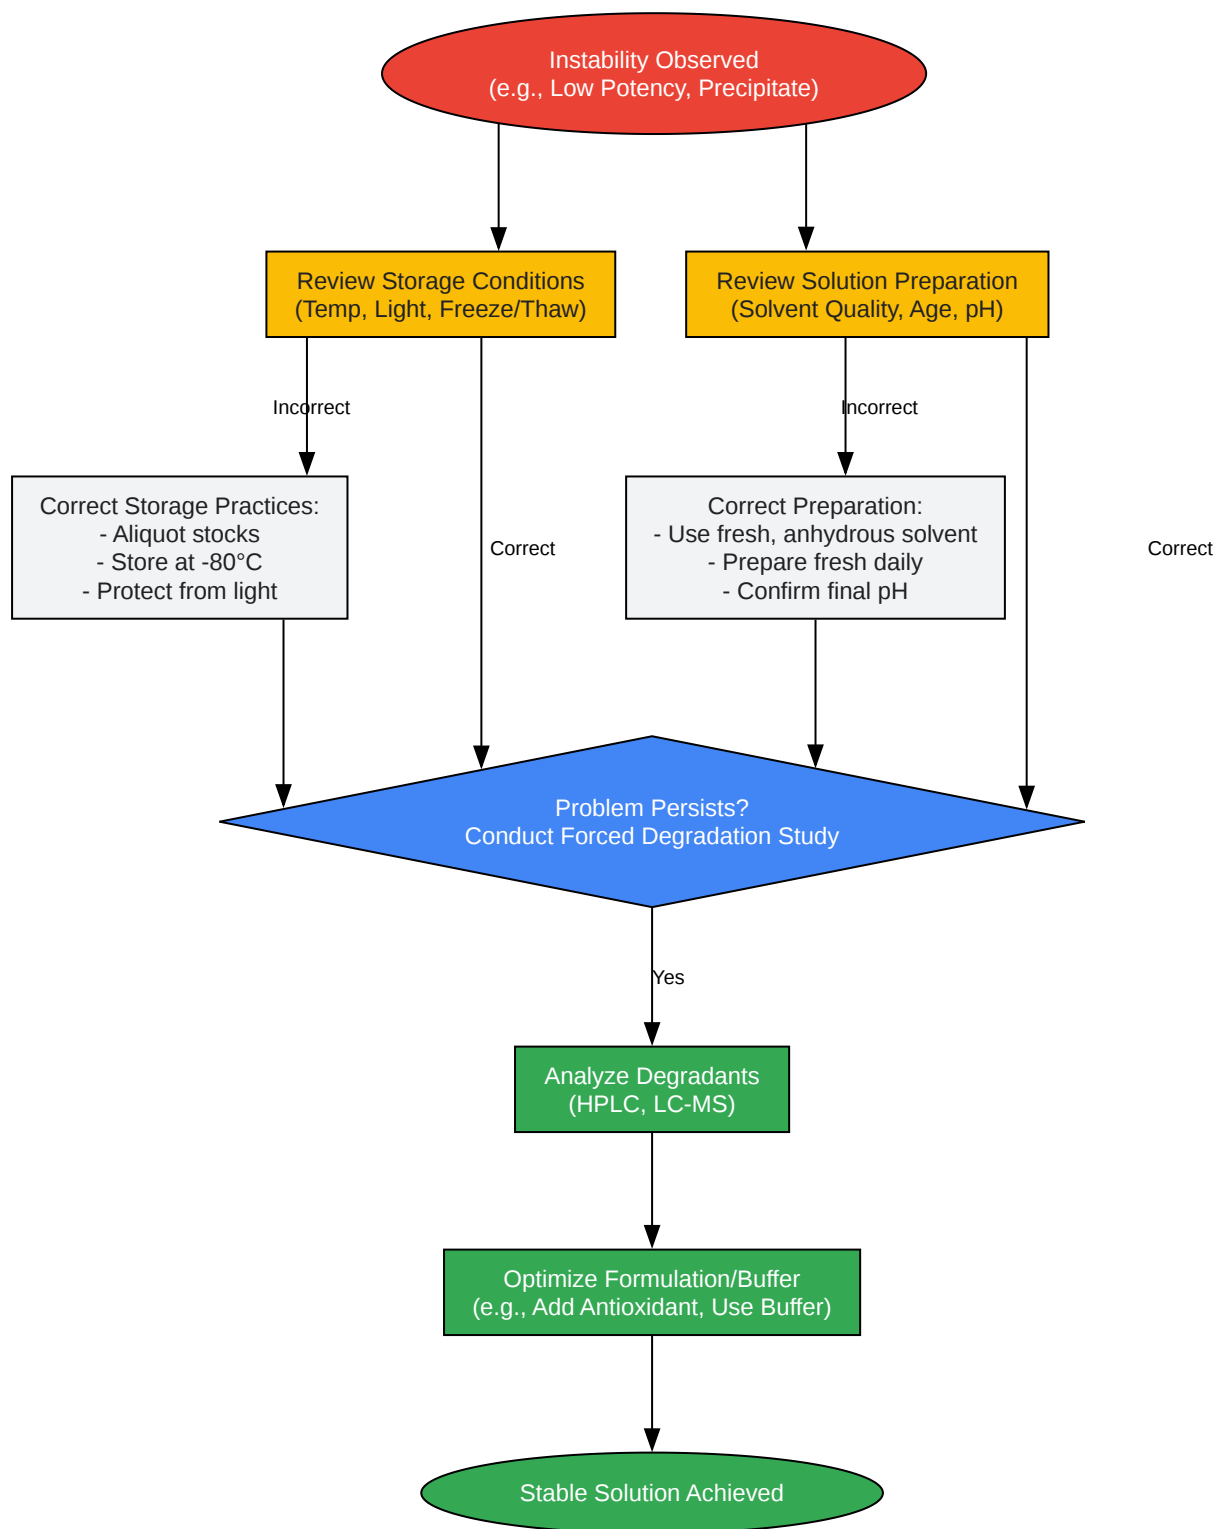 Instability Observed
(e.g., Low Potency, Precipitate)
Review Storage Conditions
(Temp, Light, Freeze/Thaw)
Review Solution Preparation
(Solvent Quality, Age, pH)
Incorrect
Incorrect
Correct Storage Practices:
- Aliquot stocks
- Store at -80°C
- Protect from light
Correct
Correct Preparation:
- Use fresh, anhydrous solvent
- Prepare fresh daily
- Confirm final pH
Correct
Problem Persists?
Conduct Forced Degradation Study
Yes
Analyze Degradants
(HPLC, LC-MS)
Optimize Formulation/Buffer
(e.g., Add Antioxidant, Use Buffer)
Stable Solution Achieved